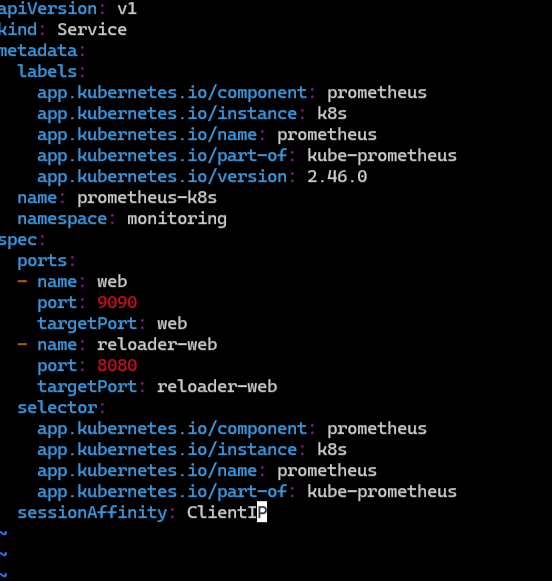 apiVersion: v1
kind: Service
metadata:
  labels:
    app.kubernetes.io/component: prometheus
    app.kubernetes.io/instance: k8s
    app.kubernetes.io/name: prometheus
    app.kubernetes.io/part-of: kube-prometheus
    app.kubernetes.io/version: 2.46.0
  name: prometheus-k8s
  namespace: monitoring
spec:
  ports:
  - name: web
    port: 9090
    targetPort: web
  - name: reloader-web
    port: 8080
    targetPort: reloader-web
  selector:
    app.kubernetes.io/component: prometheus
    app.kubernetes.io/instance: k8s
    app.kubernetes.io/name: prometheus
    app.kubernetes.io/part-of: kube-prometheus
  sessionAffinity: ClientIP
~
~
~